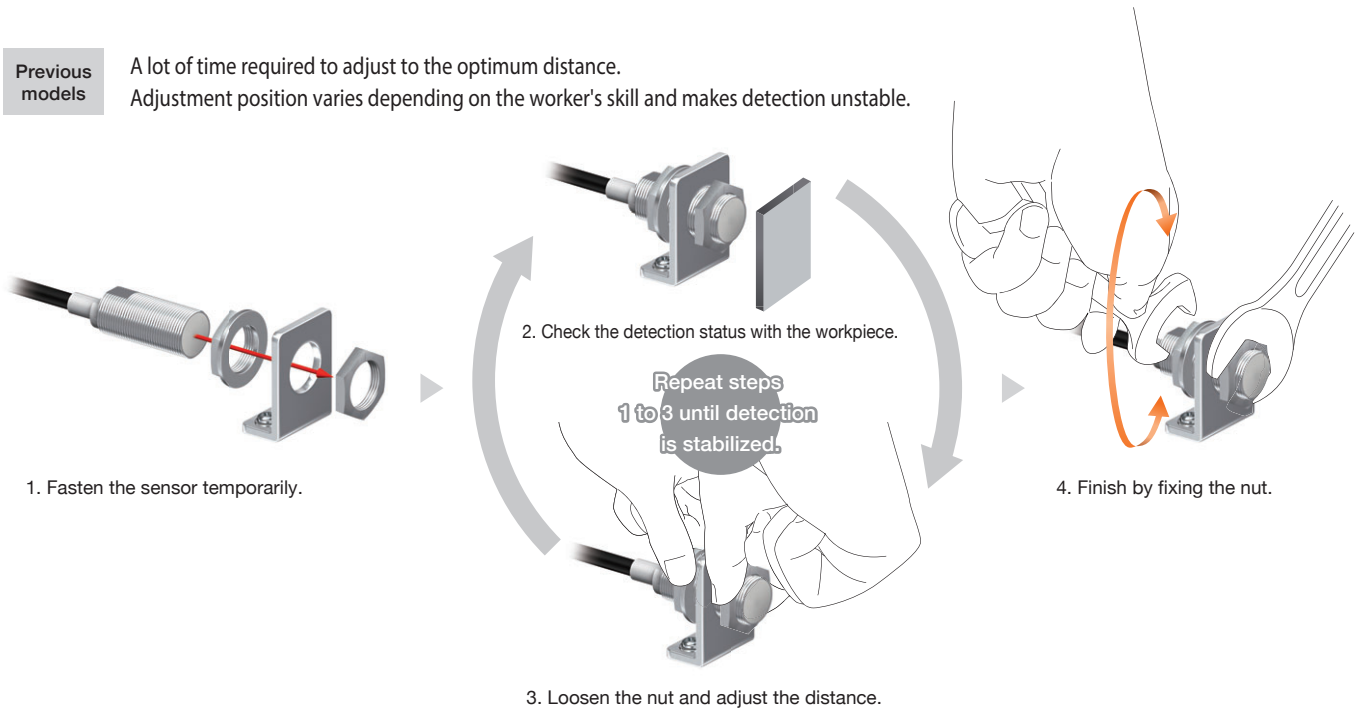 Previous
models
A lot of time required to adjust to the optimum distance.
Adjustment position varies depending on the worker's skill and makes detection unstable.
1. Fasten the sensor temporarily.
2. Check the detection status with the workpiece.
Repeat steps
1 to 3 until detection
is stabilized.
3. Loosen the nut and adjust the distance.
4. Finish by fixing the nut.